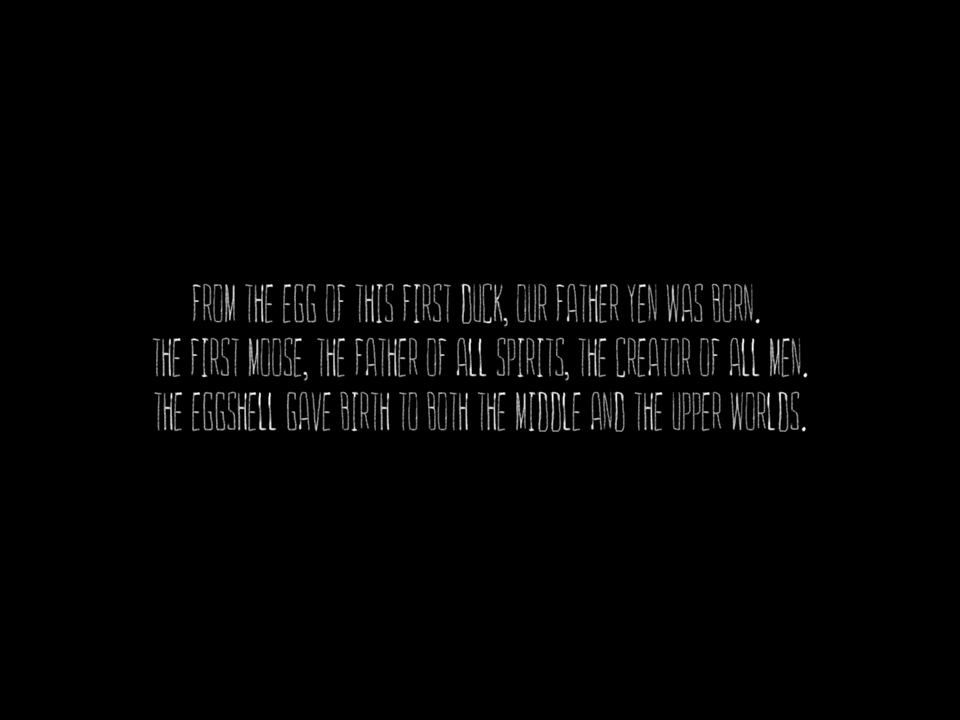 FROM THE EGG OF THIS FIRST DUCK, OUR FATHER YEN WAS BORN.
THE FIRST MOOSE, THE FATHER OF ALL SPIRITS, THE CREATOR OF ALL MEN.
THE EGGSHELL GAVE BIRTH TO BOTH THE MIDDLE AND THE UPPER WORLDS.